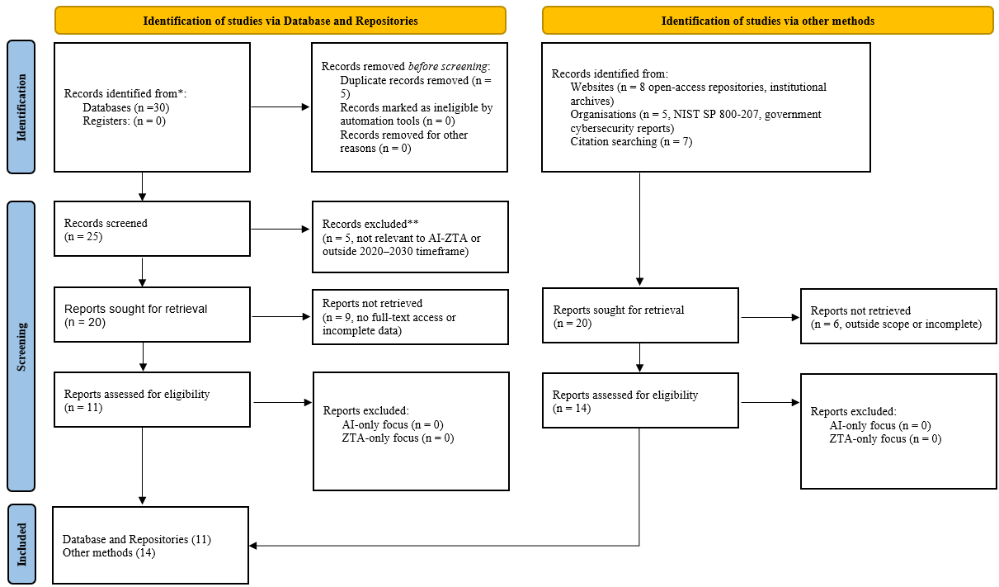 Identification of studies via Database and Repositories
Identification of studies via other methods
Identification
Records identified from*:
Databases (n =30)
Registers: (n = 0)
Records removed before screening:
Duplicate records removed (n =
5)
Records marked as ineligible by
automation tools (n = 0)
Records removed for other
reasons (n = 0)
Records identified from:
Websites (n = 8 open-access repositories, institutional
archives)
Organisations (n = 5, NIST SP 800-207, government
cybersecurity reports)
Citation searching (n = 7)
Screening
Records screened
(n = 25)
Records excluded**
(n = 5, not relevant to AI-ZTA or
outside 2020–2030 timeframe)
Reports sought for retrieval
(n = 20)
Reports not retrieved
(n = 9, no full-text access or
incomplete data)
Reports sought for retrieval
(n = 20)
Reports not retrieved
(n = 6, outside scope or incomplete)
Reports assessed for eligibility
(n = 11)
Reports excluded:
AI-only focus (n = 0)
ZTA-only focus (n = 0)
Reports assessed for eligibility
(n = 14)
Reports excluded:
AI-only focus (n = 0)
ZTA-only focus (n = 0)
Included
Database and Repositories (11)
Other methods (14)